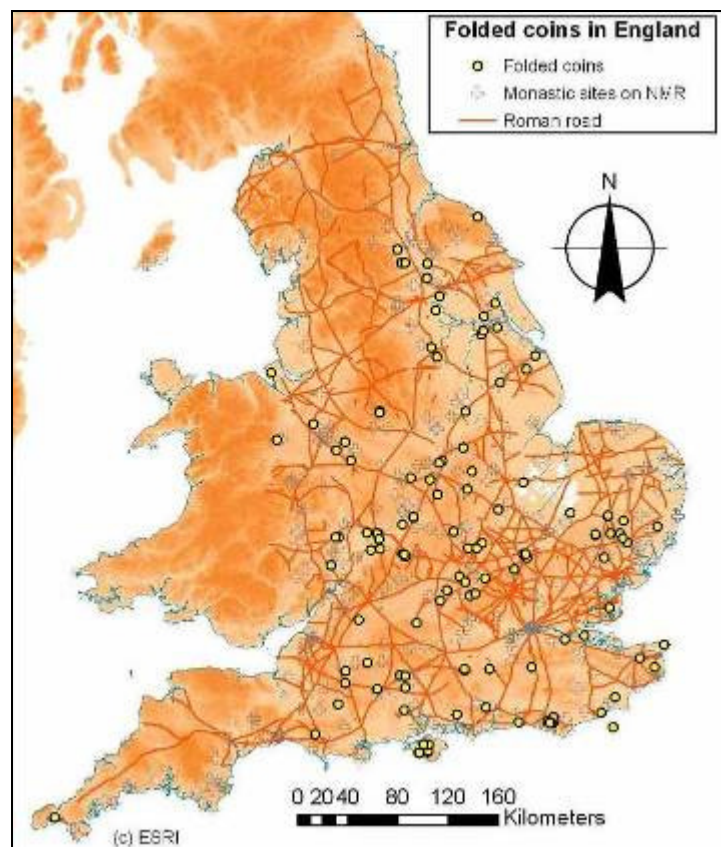 Folded coins in England
Folded coins
Monastic sites on NMR
Roman road
N
0 20 40 80 120 160
Kilometers
(c) ESRI